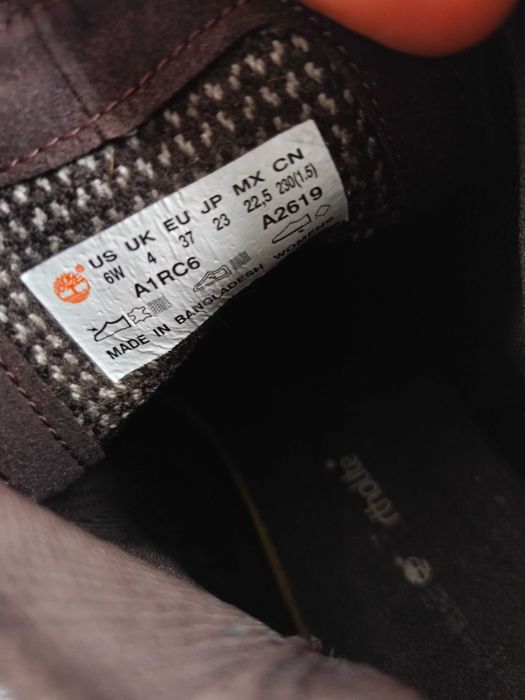 US UK EU JP MX CN
6W 4 37 23 22,5 230(1.5)
A1RC6 A2619
MADE IN BANGLADESH WOMENS
ortholite